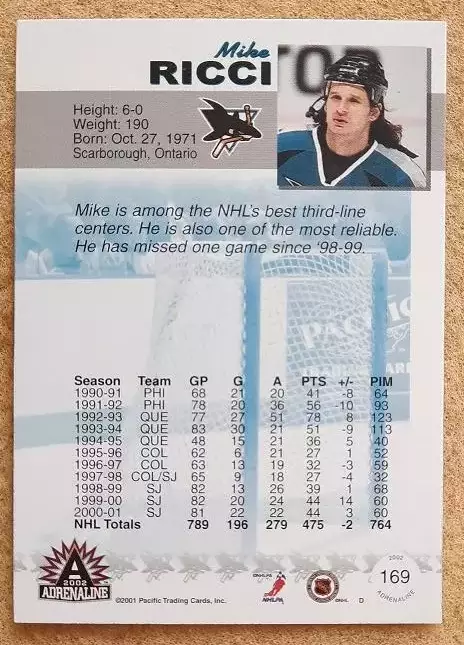 Mike
RICCI
Height: 6-0
Weight: 190
Born: Oct. 27, 1971
Scarborough, Ontario
Mike is among the NHL's best third-line
centers. He is also one of the most reliable.
He has missed one game since '98-99.
Season Team GP G A PTS +/- PIM
1990-91 PHI 68 21 20 41 -8 64
1991-92 PHI 78 20 36 56 -10 93
1992-93 QUE 77 27 51 78 8 123
1993-94 QUE 83 30 21 51 -9 113
1994-95 QUE 48 15 21 36 5 40
1995-96 COL 62 6 21 27 1 52
1996-97 COL 63 13 19 32 -3 59
1997-98 COL/SJ 65 9 18 27 -4 32
1998-99 SJ 82 13 26 39 1 68
1999-00 SJ 82 20 24 44 14 60
2000-01 SJ 81 22 22 44 3 60
NHL Totals 789 196 279 475 -2 764
A
2002
ADRENALINE
©2001 Pacific Trading Cards, Inc.
NHLPA
NHL
2002
169
ADRENALINE